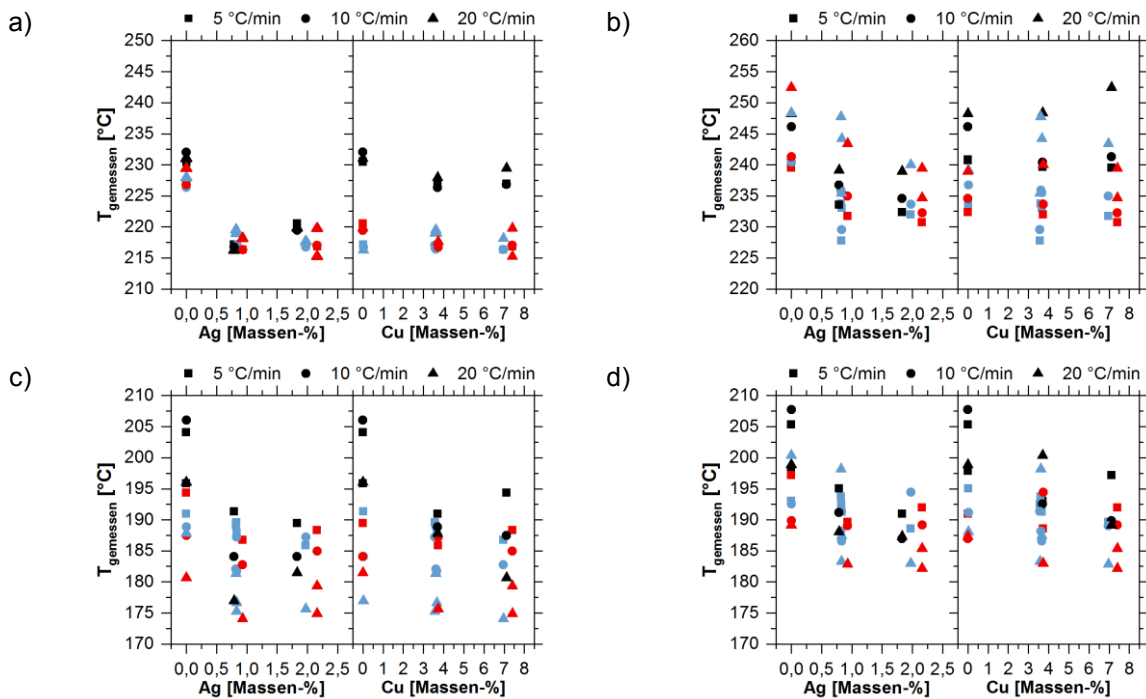 a)
■ 5 °C/min ● 10 °C/min ▲ 20 °C/min
250
245
240
235
230
225
220
215
210
T gemessen [°C]
0,0 0,5 1,0 1,5 2,0 2,5 0 1 2 3 4 5 6 7 8
Ag [Massen-%] Cu [Massen-%]
b)
■ 5 °C/min ● 10 °C/min ▲ 20 °C/min
260
255
250
245
240
235
230
225
220
T gemessen [°C]
0,0 0,5 1,0 1,5 2,0 2,5 0 1 2 3 4 5 6 7 8
Ag [Massen-%] Cu [Massen-%]
c)
■ 5 °C/min ● 10 °C/min ▲ 20 °C/min
210
205
200
195
190
185
180
175
170
T gemessen [°C]
0,0 0,5 1,0 1,5 2,0 2,5 0 1 2 3 4 5 6 7 8
Ag [Massen-%] Cu [Massen-%]
d)
■ 5 °C/min ● 10 °C/min ▲ 20 °C/min
210
205
200
195
190
185
180
175
170
T gemessen [°C]
0,0 0,5 1,0 1,5 2,0 2,5 0 1 2 3 4 5 6 7 8
Ag [Massen-%] Cu [Massen-%]